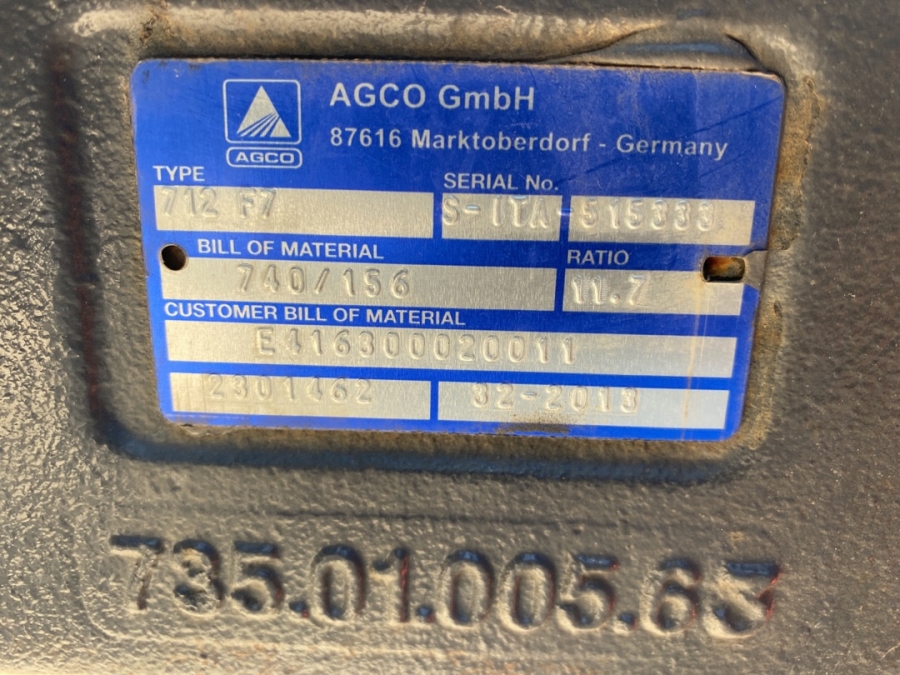 AGCO GmbH
87616 Marktoberdorf - Germany
AGCO
TYPE
SERIAL No.
712 F7
S-ITA-515333
BILL OF MATERIAL
RATIO
740/156
11.7
CUSTOMER BILL OF MATERIAL
E416300020011
2301462
32-2013
735.01.005.63